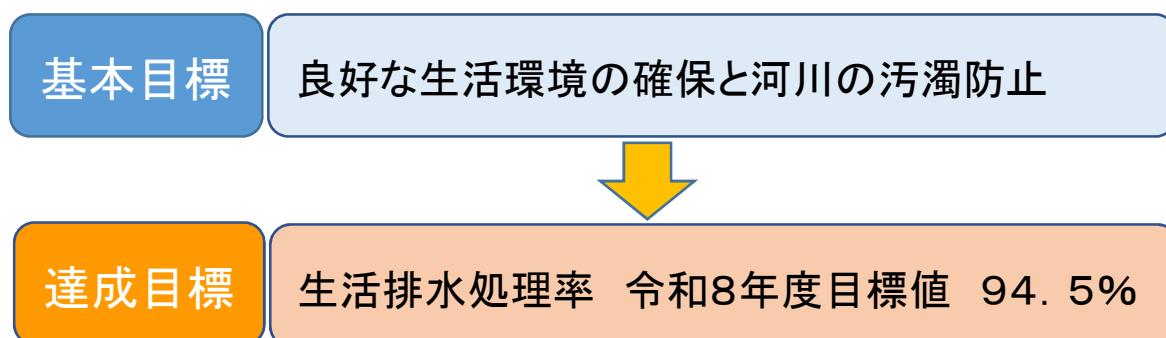 基本目標
良好な生活環境の確保と河川の汚濁防止
達成目標
生活排水処理率　令和8年度目標値　94．5%